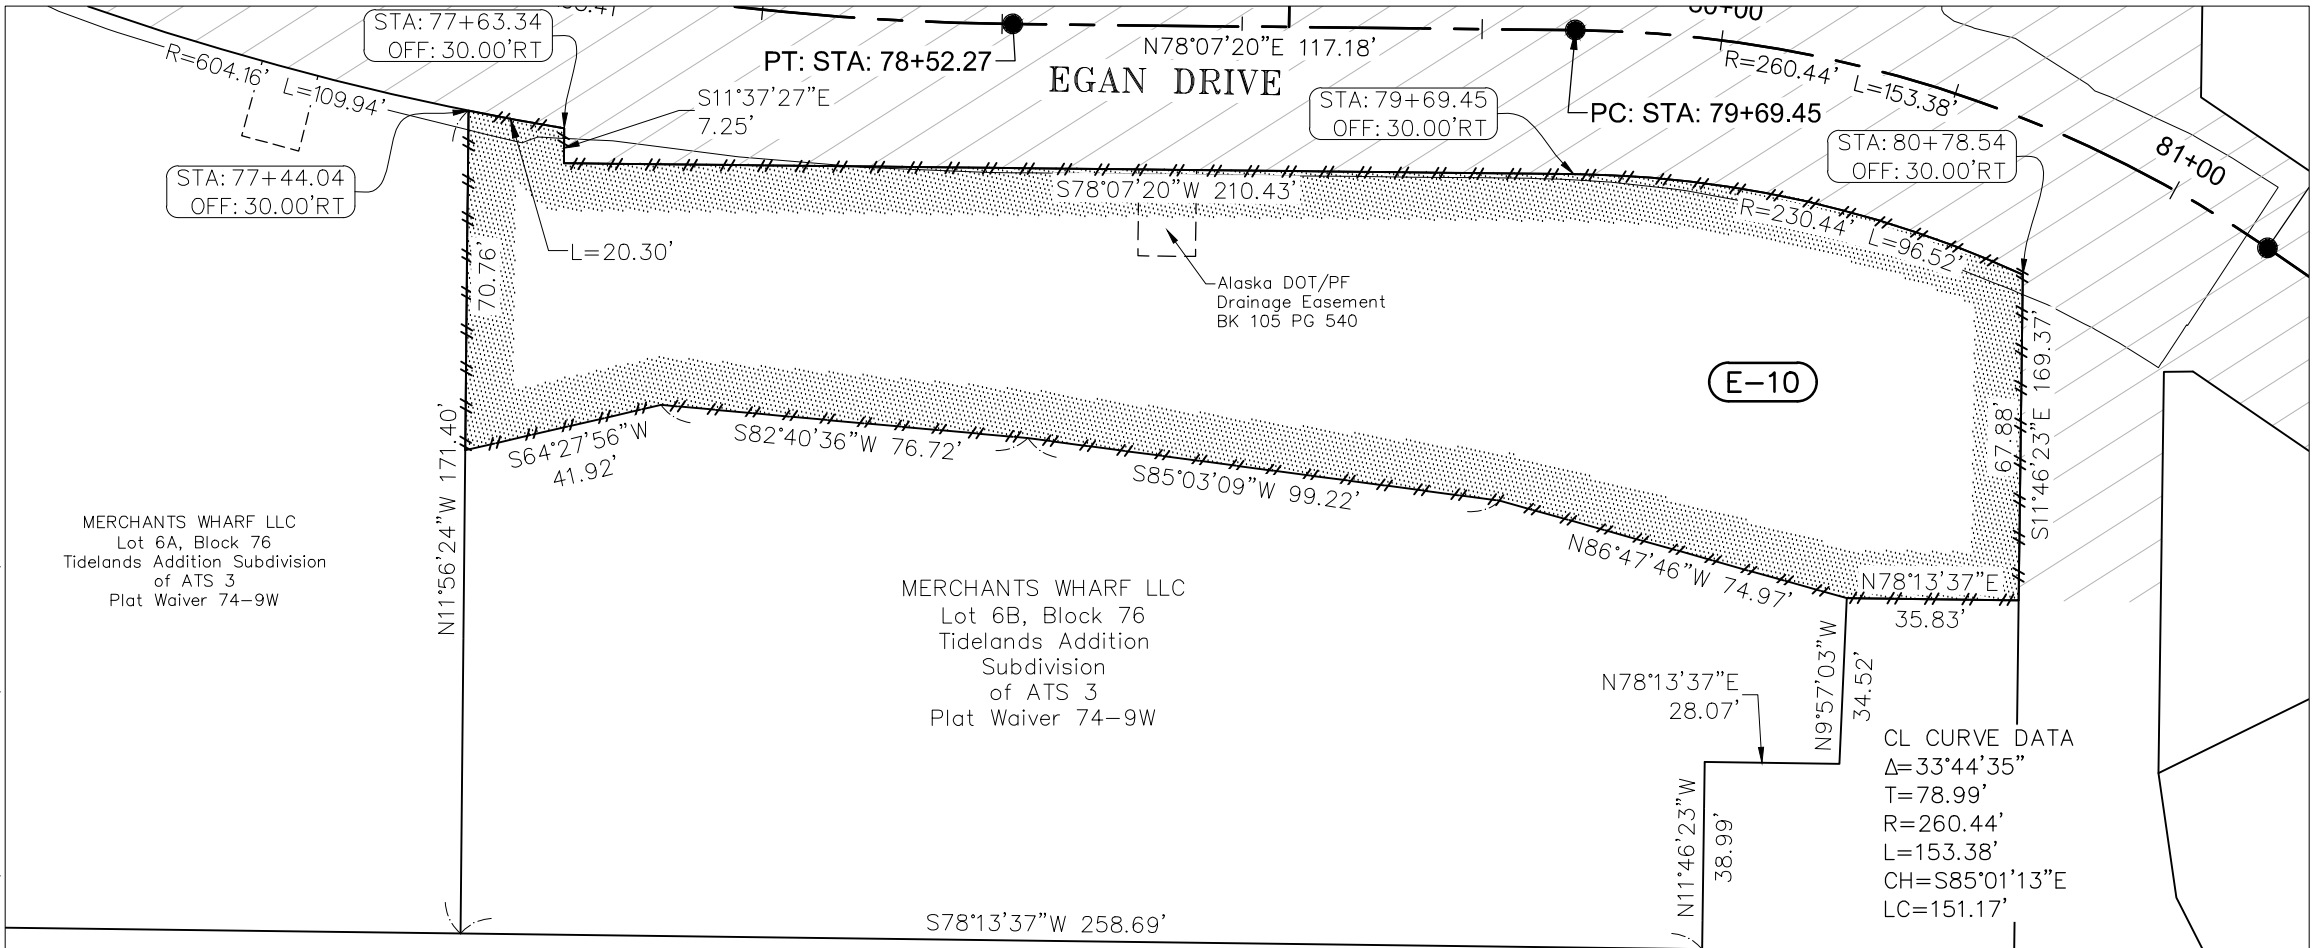 STA: 77+63.34
OFF: 30.00'RT
R=604.16'
L=109.94'
PT: STA: 78+52.27
N78°07'20"E 117.18'
EGAN DRIVE
R=260.44'
L=153.38'
S11°37'27"E
7.25'
STA: 79+69.45
OFF: 30.00'RT
PC: STA: 79+69.45
STA: 80+78.54
OFF: 30.00'RT
81+00
STA: 77+44.04
OFF: 30.00'RT
S78°07'20"W 210.43'
R=230.44'
L=96.52'
L=20.30'
70.76'
Alaska DOT/PF
Drainage Easement
BK 105 PG 540
E-10
S11°46'23"E 169.37'
67.88'
N11°56'24"W 171.40'
S64°27'56"W
41.92'
S82°40'36"W 76.72'
S85°03'09"W 99.22'
N86°47'46"W 74.97'
N78°13'37"E
35.83'
MERCHANTS WHARF LLC
Lot 6A, Block 76
Tidelands Addition Subdivision
of ATS 3
Plat Waiver 74-9W
MERCHANTS WHARF LLC
Lot 6B, Block 76
Tidelands Addition
Subdivision
of ATS 3
Plat Waiver 74-9W
N9°57'03"W
34.52'
N78°13'37"E
28.07'
N11°46'23"W
38.99'
CL CURVE DATA
Δ=33°44'35"
T=78.99'
R=260.44'
L=153.38'
CH=S85°01'13"E
LC=151.17'
S78°13'37"W 258.69'